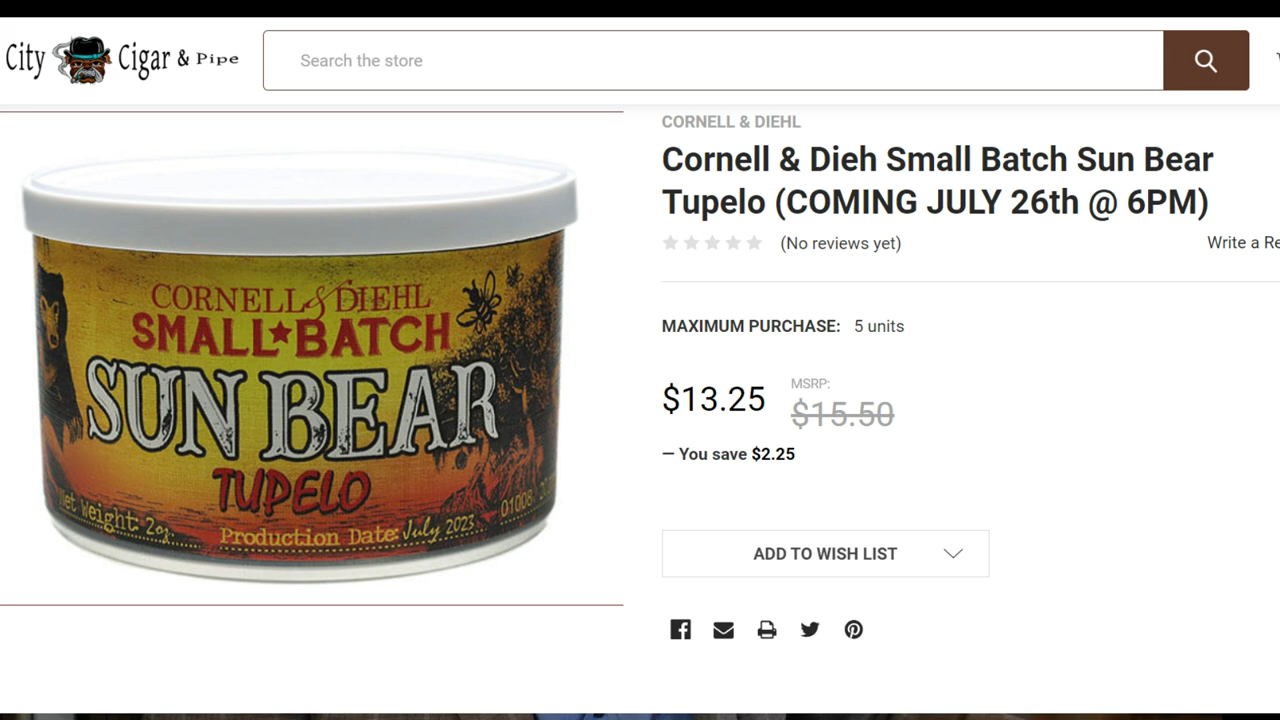 City Cigar & Pipe
Search the store
CORNELL & DIEHL
Cornell & Dieh Small Batch Sun Bear
Tupelo (COMING JULY 26th @ 6PM)
(No reviews yet)
Write a Re
MAXIMUM PURCHASE: 5 units
MSRP:
$13.25 $15.50
— You save $2.25
ADD TO WISH LIST
CORNELL & DIEHL
SMALL★BATCH
SUN BEAR
TUPELO
Net Weight: 2oz.
Production Date: July 2023